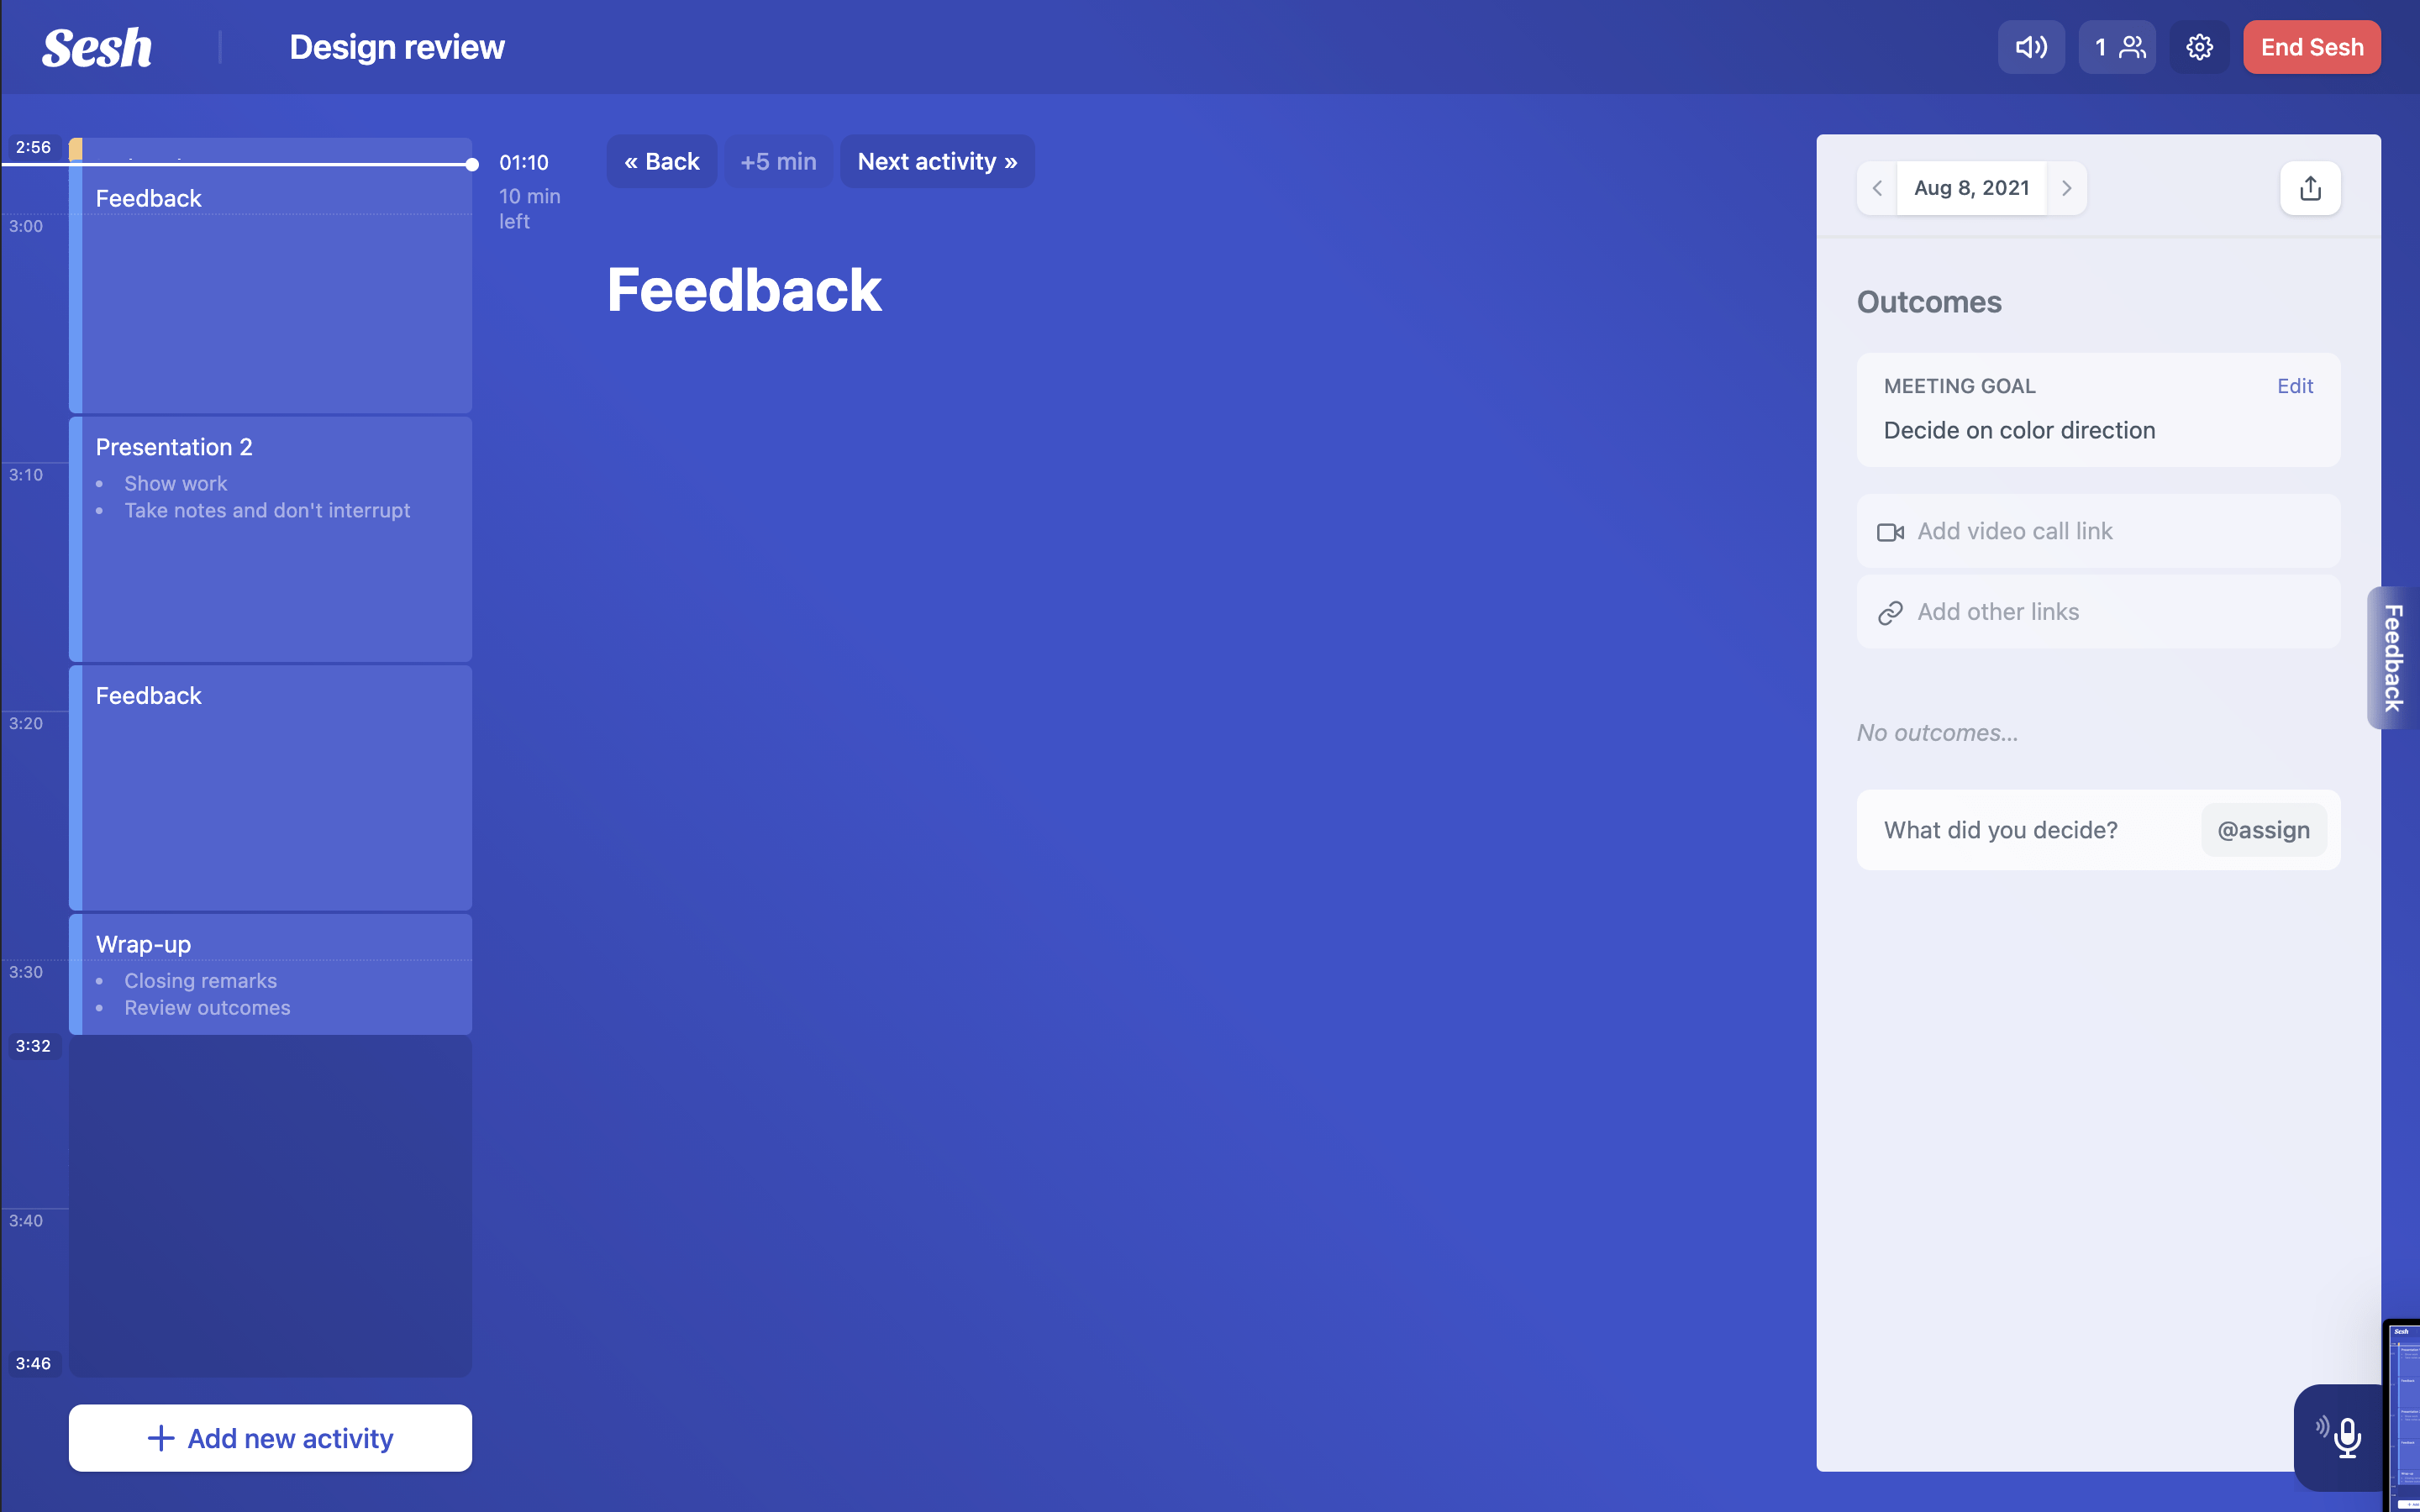 Sesh
Design review
1
End Sesh
2:56
01:10
10 min
left
« Back
+5 min
Next activity »
Feedback
3:00
Feedback
Presentation 2
3:10
• Show work
• Take notes and don't interrupt
Feedback
3:20
Wrap-up
3:30
• Closing remarks
• Review outcomes
3:32
3:40
3:46
+ Add new activity
Aug 8, 2021
Outcomes
MEETING GOAL
Edit
Decide on color direction
Add video call link
Add other links
No outcomes...
What did you decide?
@assign
Feedback
Sesh